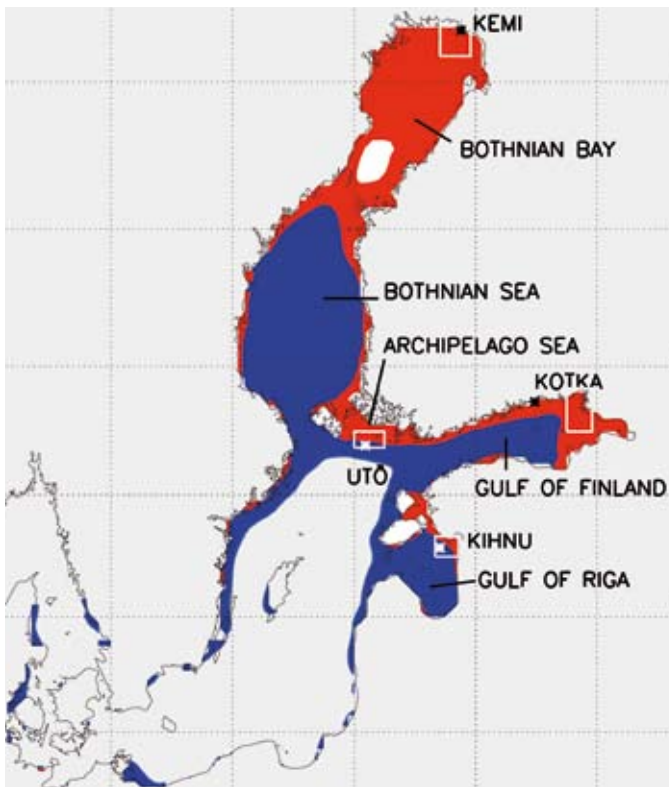 KEMI
BOTHNIAN BAY
BOTHNIAN SEA
ARCHIPELAGO SEA
KOTKA
UTÖ
GULF OF FINLAND
KIHNU
GULF OF RIGA